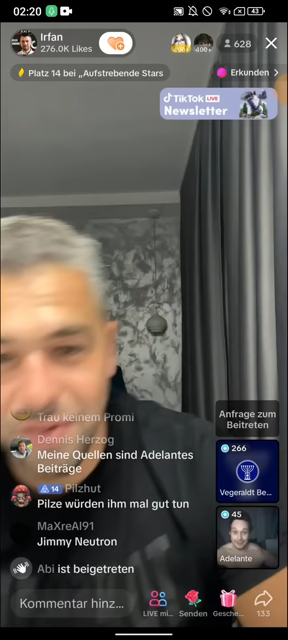 02:20
43
Irfan
276.0K Likes
400+
628
Platz 14 bei „Aufstrebende Stars
Erkunden
TikTok LIVE
Newsletter
Trau keinem Promi
Anfrage zum
Beitreten
Dennis Herzog
Meine Quellen sind Adelantes
Beiträge
14 Pilzhut
Pilze würden ihm mal gut tun
MaXreAl91
Jimmy Neutron
Abi ist beigetreten
266
Vegeraldt Be...
45
Adelante
Kommentar hinz...
LIVE mi...
Senden
Gesche...
133